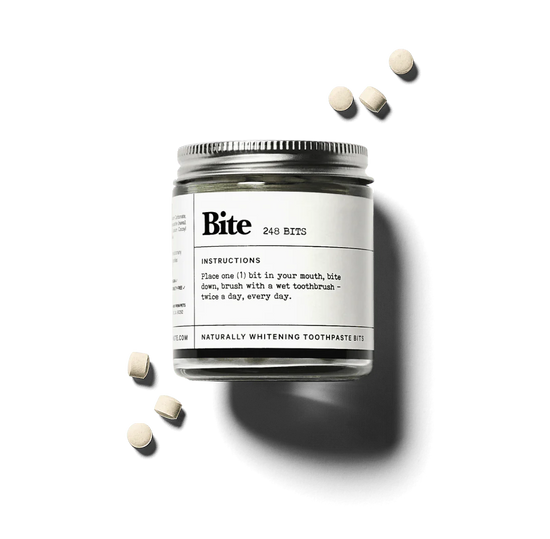 Bite 248 BITS
INSTRUCTIONS
Place one (1) bit in your mouth, bite
down, brush with a wet toothbrush –
twice a day, every day.
NATURALLY WHITENING TOOTHPASTE BITS